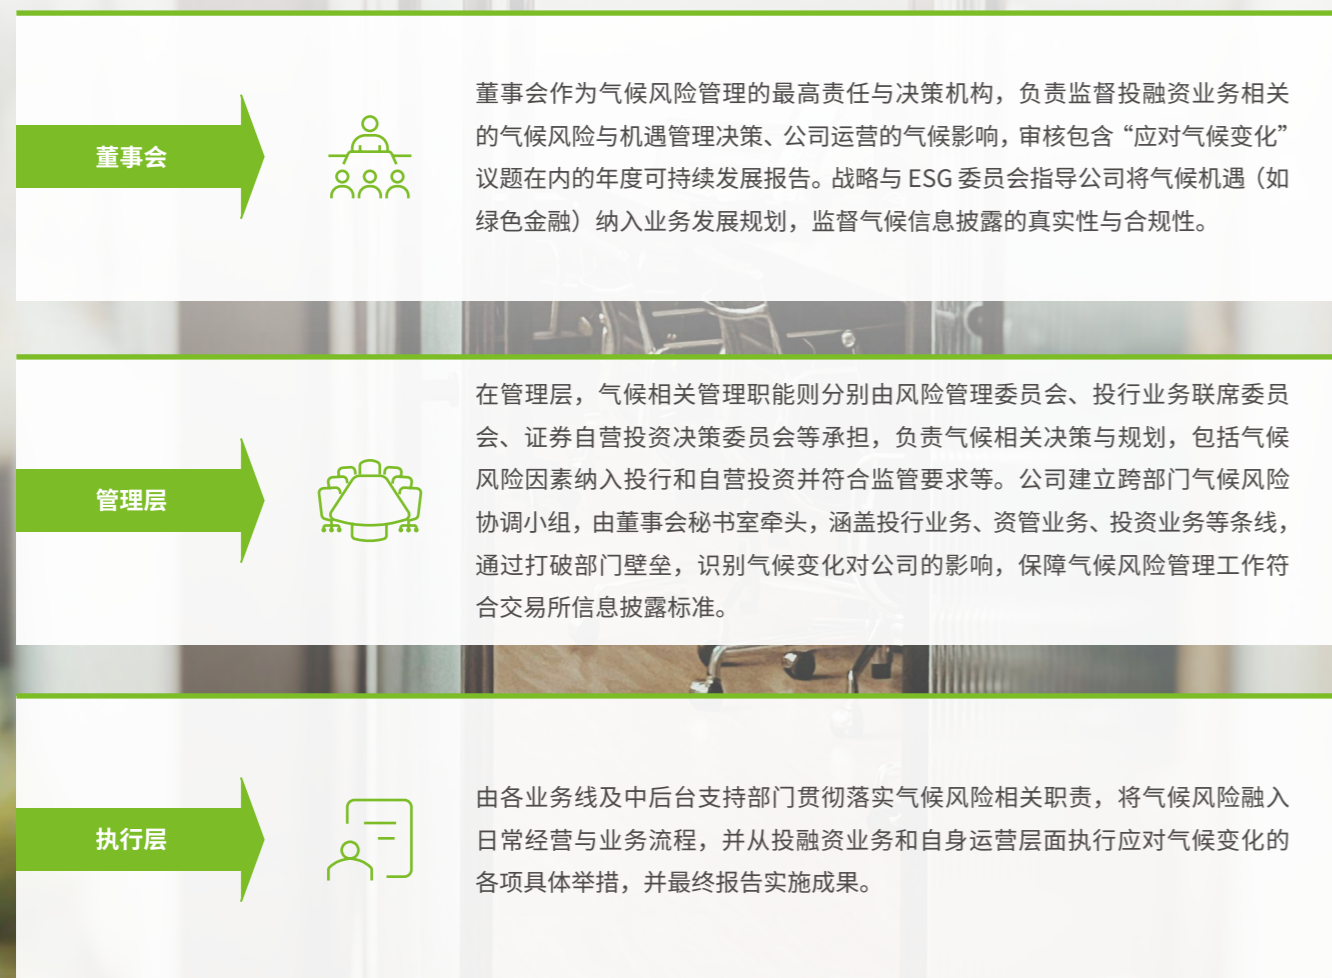 董事会
董事会作为气候风险管理的最高责任与决策机构，负责监督投融资业务相关
的气候风险与机遇管理决策、公司运营的气候影响，审核包含“应对气候变化”
议题在内的年度可持续发展报告。战略与 ESG 委员会指导公司将气候机遇（如
绿色金融）纳入业务发展规划，监督气候信息披露的真实性与合规性。
管理层
在管理层，气候相关管理职能则分别由风险管理委员会、投行业务联席委员
会、证券自营投资决策委员会等承担，负责气候相关决策与规划，包括气候
风险因素纳入投行和自营投资并符合监管要求等。公司建立跨部门气候风险
协调小组，由董事会秘书室牵头，涵盖投行业务、资管业务、投资业务等条线，
通过打破部门壁垒，识别气候变化对公司的影响，保障气候风险管理工作符
合交易所信息披露标准。
执行层
由各业务线及中后台支持部门贯彻落实气候风险相关职责，将气候风险融入
日常经营与业务流程，并从投融资业务和自身运营层面执行应对气候变化的
各项具体举措，并最终报告实施成果。